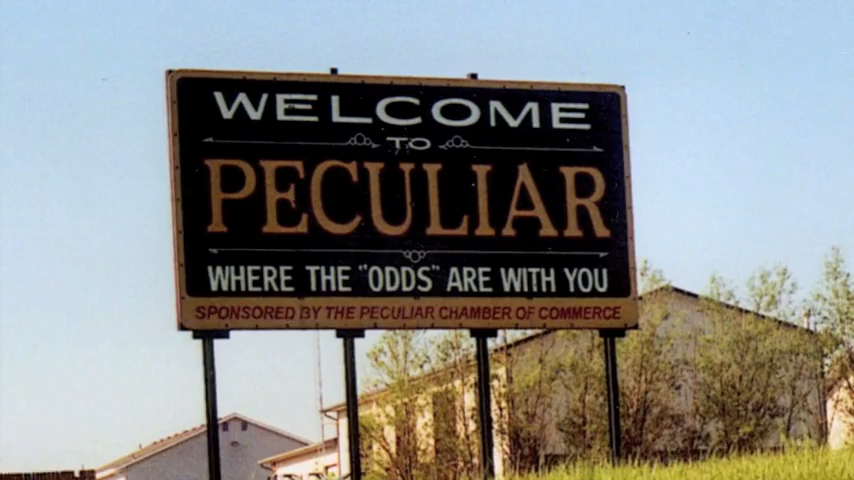 WELCOME
TO
PECULIAR
WHERE THE "ODDS" ARE WITH YOU
SPONSORED BY THE PECULIAR CHAMBER OF COMMERCE